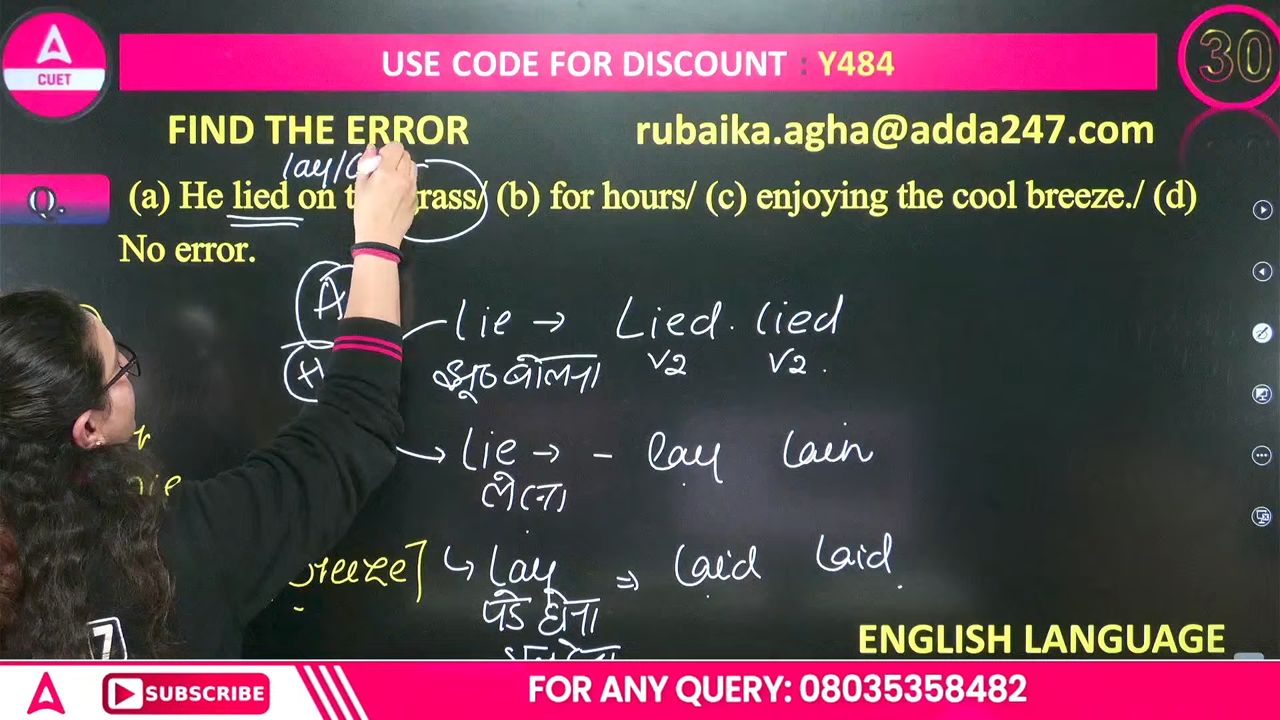 CUET
USE CODE FOR DISCOUNT : Y484
30
FIND THE ERROR
rubaika.agha@adda247.com
lay/
Q.
(a) He lied on grass/ (b) for hours/ (c) enjoying the cool breeze./ (d)
No error.
A
Lie → Lied. lied
झूठ बोलना V2 V2.
Lie → - lay lain
लेटना
breeze] ↳ Lay ⇒ Laid Laid.
7
ENGLISH LANGUAGE
SUBSCRIBE
FOR ANY QUERY: 08035358482